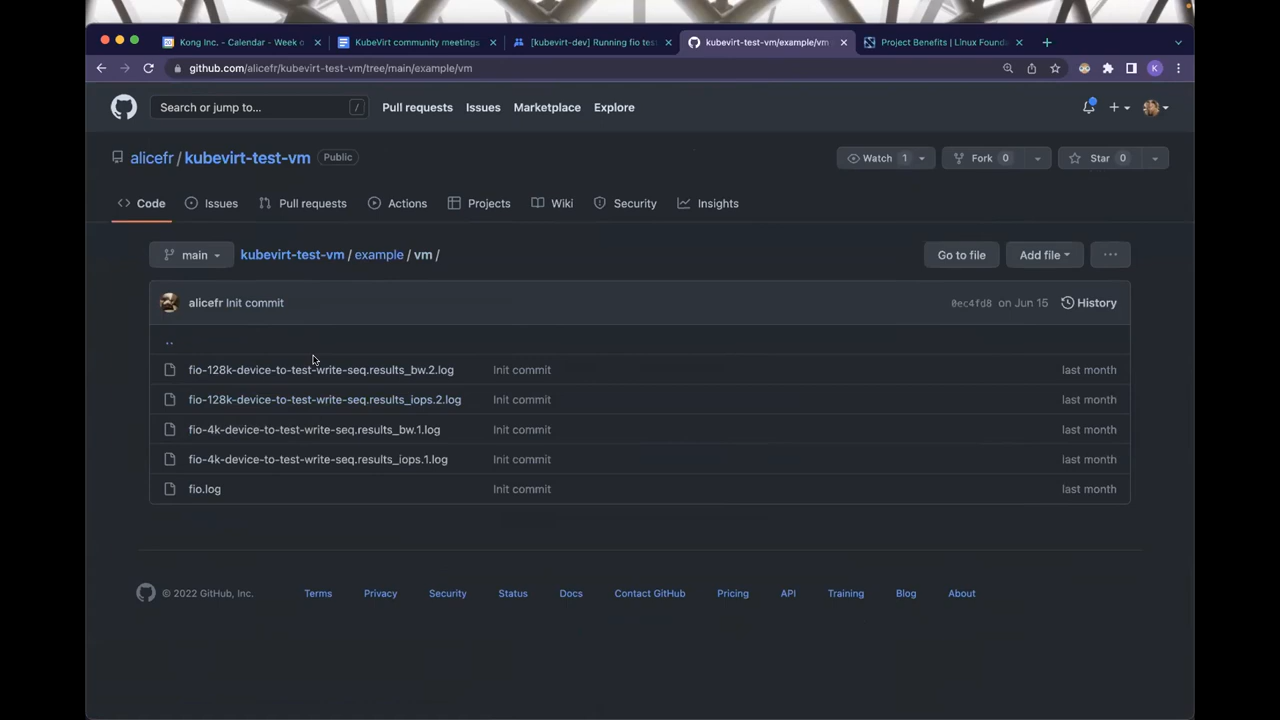 Kong Inc. - Calendar - Week o
KubeVirt community meetings
[kubevirt-dev] Running fio tes
kubevirt-test-vm/example/vm
Project Benefits | Linux Found
github.com/alicefr/kubevirt-test-vm/tree/main/example/vm
K
Search or jump to...
/
Pull requests
Issues
Marketplace
Explore
alicefr / kubevirt-test-vm
Public
Watch 1
Fork 0
Star 0
Code
Issues
Pull requests
Actions
Projects
Wiki
Security
Insights
main
kubevirt-test-vm / example / vm /
Go to file
Add file
...
alicefr Init commit
0ec4fd8 on Jun 15
History
..
fio-128k-device-to-test-write-seq.results_bw.2.log Init commit last month
fio-128k-device-to-test-write-seq.results_iops.2.log Init commit last month
fio-4k-device-to-test-write-seq.results_bw.1.log Init commit last month
fio-4k-device-to-test-write-seq.results_iops.1.log Init commit last month
fio.log Init commit last month
© 2022 GitHub, Inc.
Terms
Privacy
Security
Status
Docs
Contact GitHub
Pricing
API
Training
Blog
About